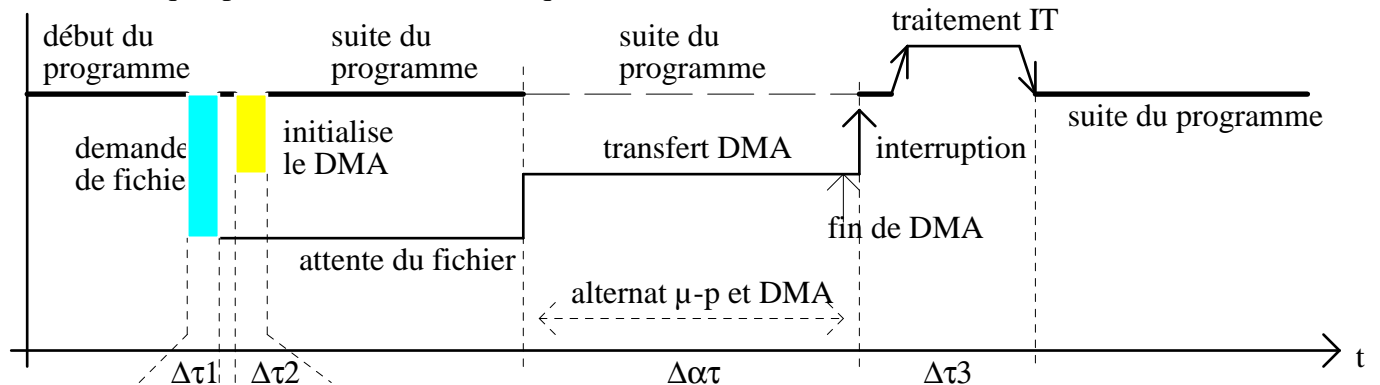 traitement IT
début du
programme
suite du
programme
suite du
programme
suite du programme
demande
de fichie
initialise
le DMA
transfert DMA
interruption
fin de DMA
attente du fichier
alternat µ-p et DMA
t
Δτ1
Δτ2
Δατ
Δτ3